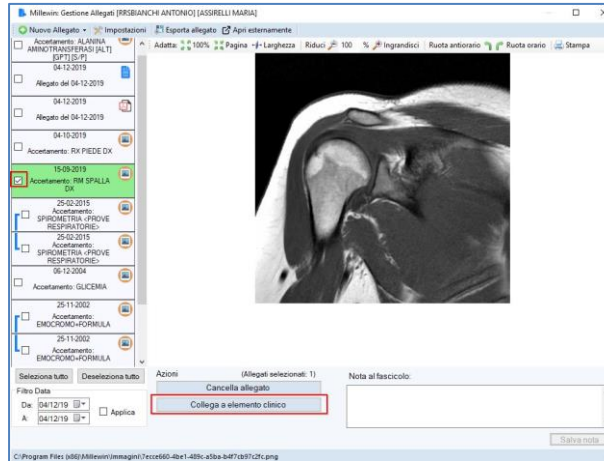 Millewin: Gestione Allegati [RRSBIANCHI ANTONIO] [ASSIRELLI MARIA]
Nuovo Allegato Impostazioni Esporta allegato Apri esternamente
Adatta: 100% Pagina Larghezza Riduci 100 % Ingrandisci Ruota antiorario Ruota orario Stampa
Accertamento: ALANINA
AMINOTRANSFERASI [ALT]
[GPT] [S/P]
04-12-2019
Allegato del 04-12-2019
04-12-2019
Allegato del 04-12-2019
04-10-2019
Accertamento: RX PIEDE DX
15-09-2019
Accertamento: RM SPALLA
DX
25-02-2015
Accertamento:
SPIROMETRIA <PROVE
RESPIRATORIE>
25-02-2015
Accertamento:
SPIROMETRIA <PROVE
RESPIRATORIE>
06-12-2004
Accertamento: GLICEMIA
25-11-2002
Accertamento:
EMOCROMO+FORMULA
25-11-2002
Accertamento:
EMOCROMO+FORMULA
Seleziona tutto Deseleziona tutto
Filtro Data
Da: 04/12/19
A: 04/12/19
Applica
Azioni (Allegati selezionati: 1)
Cancella allegato
Collega a elemento clinico
Nota al fascicolo:
Salva nota
C:\Program Files (x86)\Millewin\Immagini\7ecce660-4be1-489c-a5ba-b4f7cb97c2fc.png